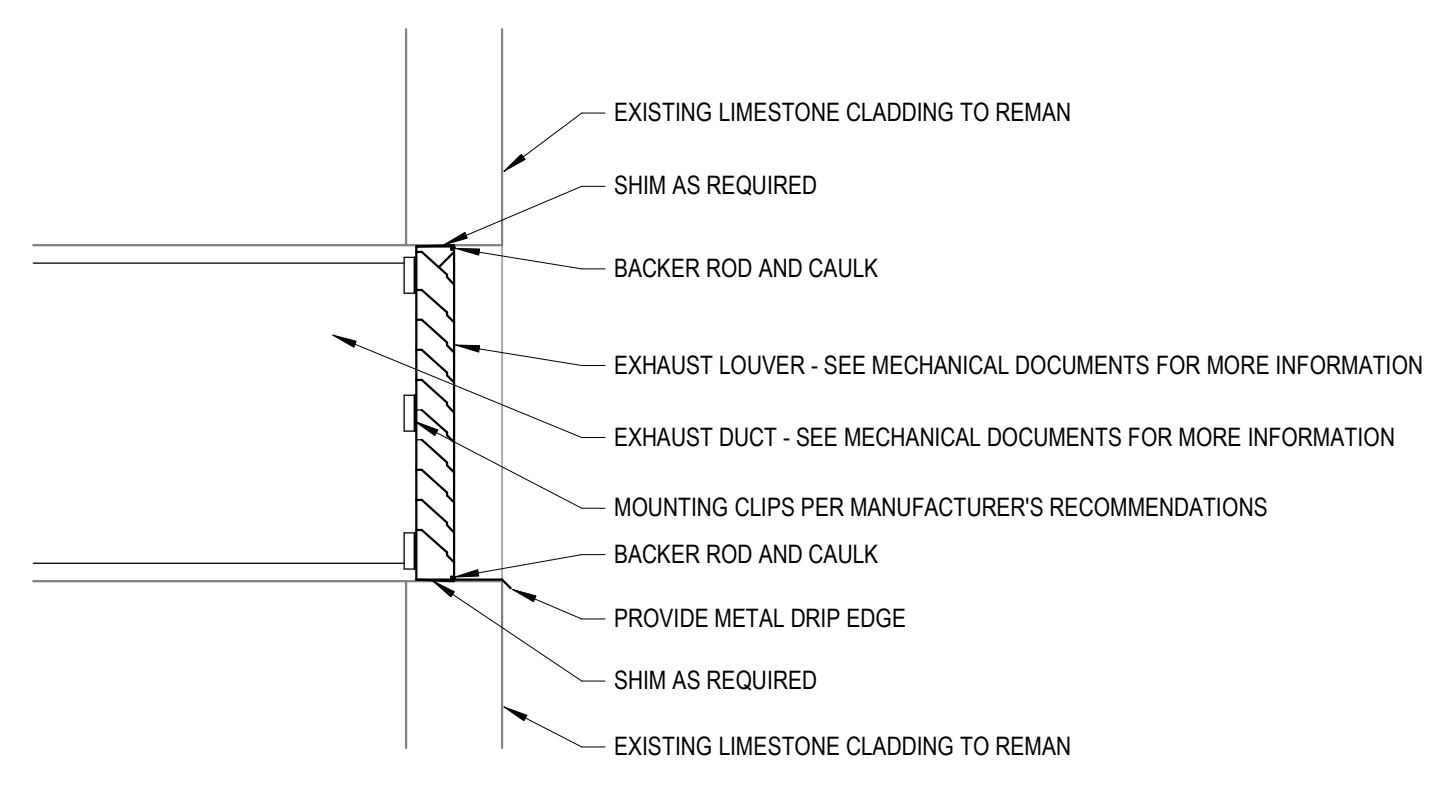 EXISTING LIMESTONE CLADDING TO REMAN
SHIM AS REQUIRED
BACKER ROD AND CAULK
EXHAUST LOUVER - SEE MECHANICAL DOCUMENTS FOR MORE INFORMATION
EXHAUST DUCT - SEE MECHANICAL DOCUMENTS FOR MORE INFORMATION
MOUNTING CLIPS PER MANUFACTURER'S RECOMMENDATIONS
BACKER ROD AND CAULK
PROVIDE METAL DRIP EDGE
SHIM AS REQUIRED
EXISTING LIMESTONE CLADDING TO REMAN